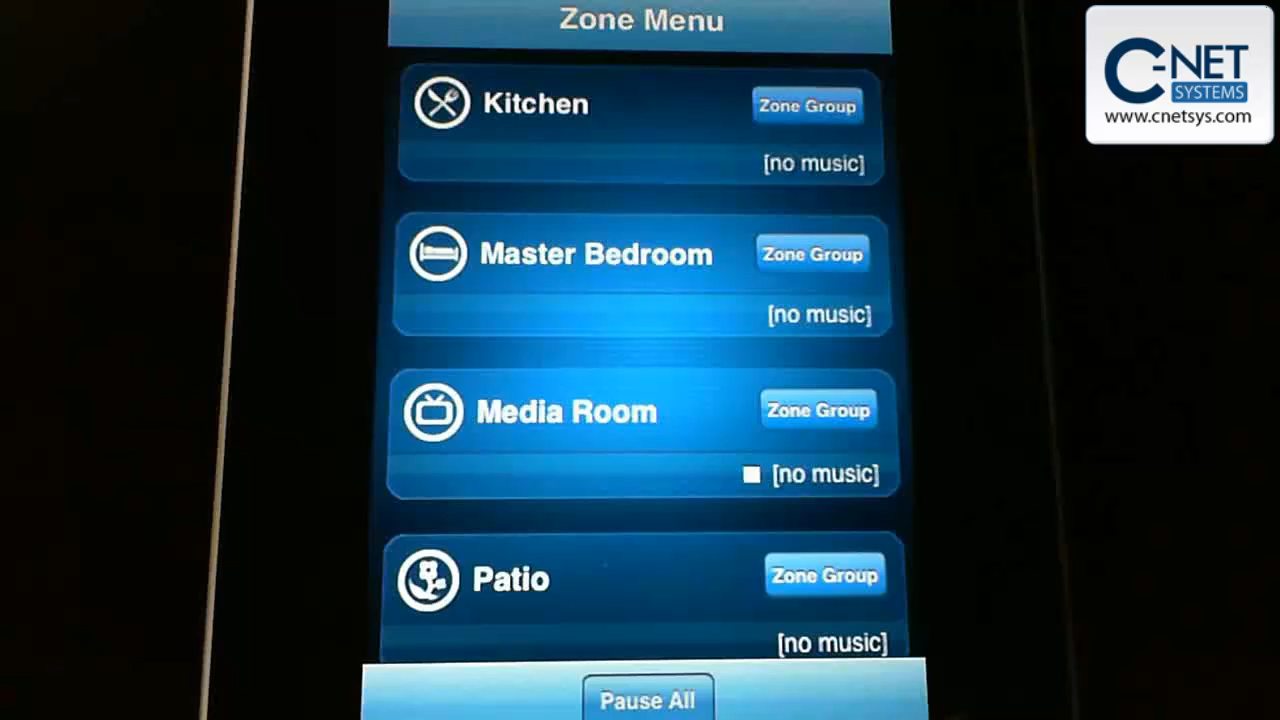 Zone Menu
C-NET
SYSTEMS
www.cnetsys.com
Kitchen
Zone Group
[no music]
Master Bedroom
Zone Group
[no music]
Media Room
Zone Group
[no music]
Patio
Zone Group
[no music]
Pause All